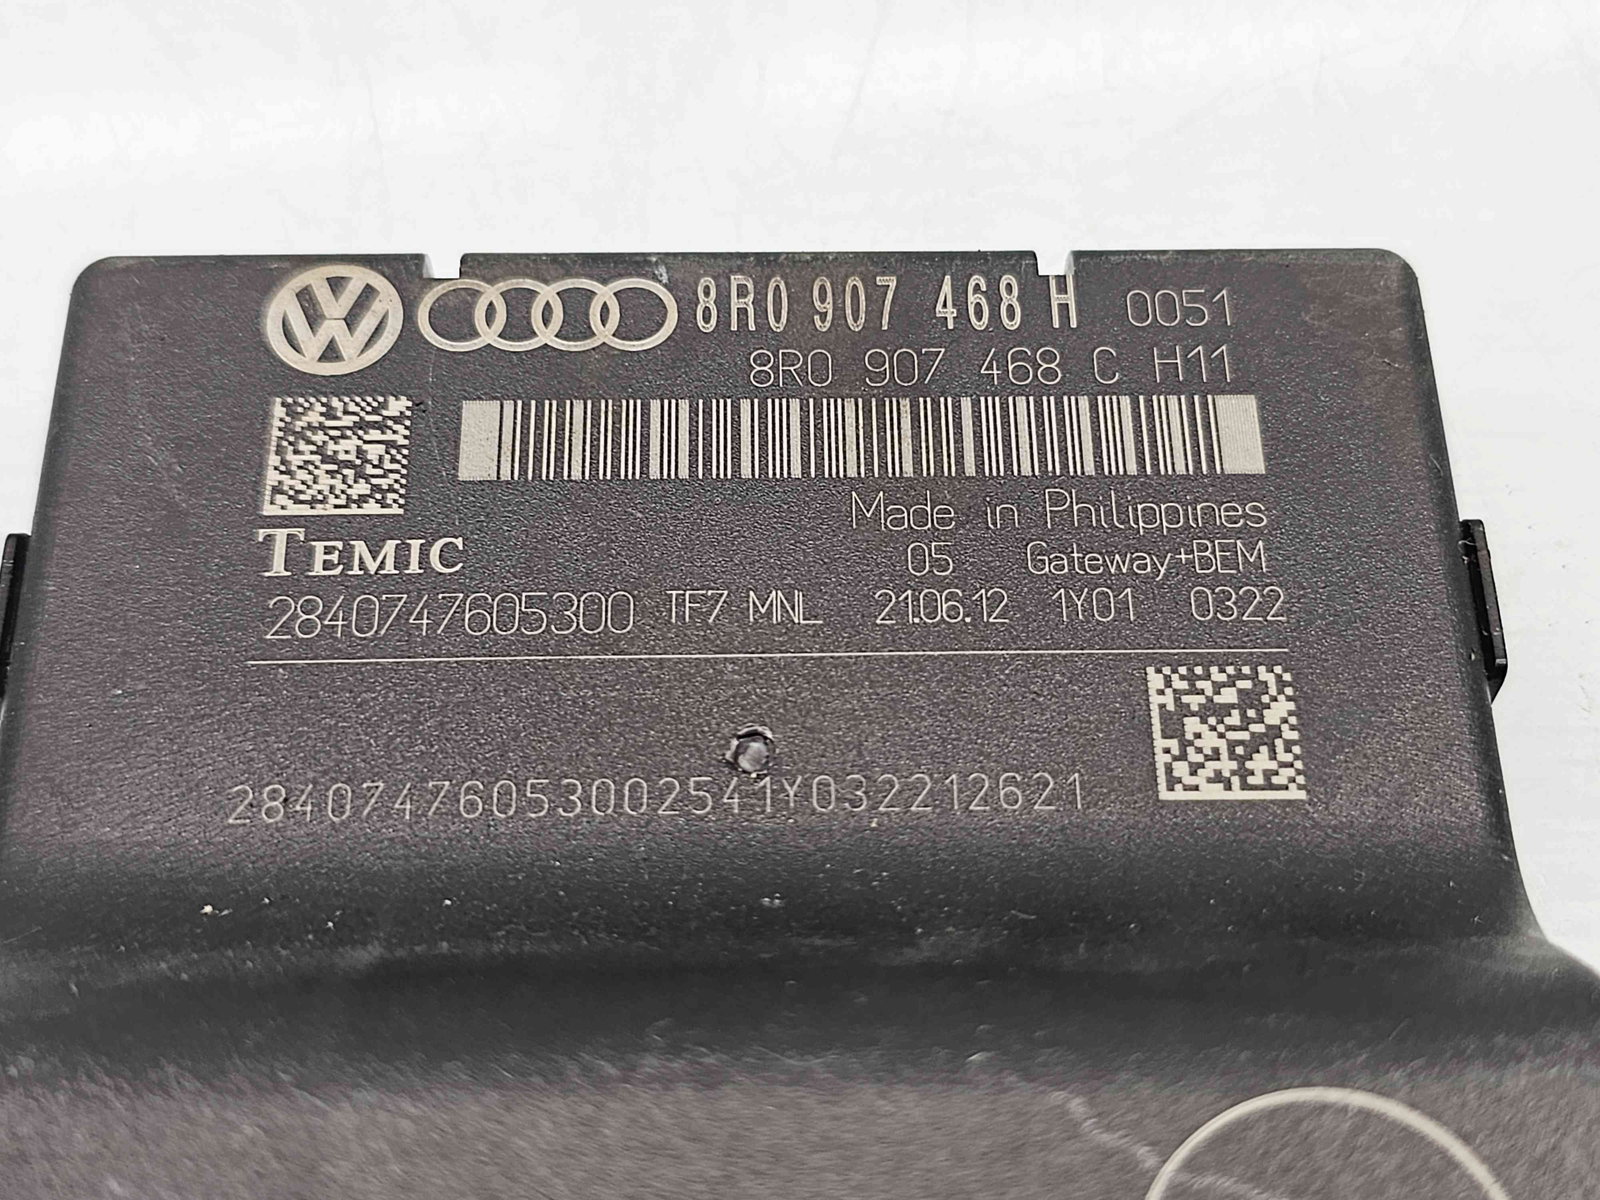 8R0 907 468 H 0051
8R0 907 468 C H11
Made in Philippines
TEMIC 05 Gateway+BEM
2840747605300 TF7 MNL 21.06.12 1Y01 0322
28407476053002541Y032212621